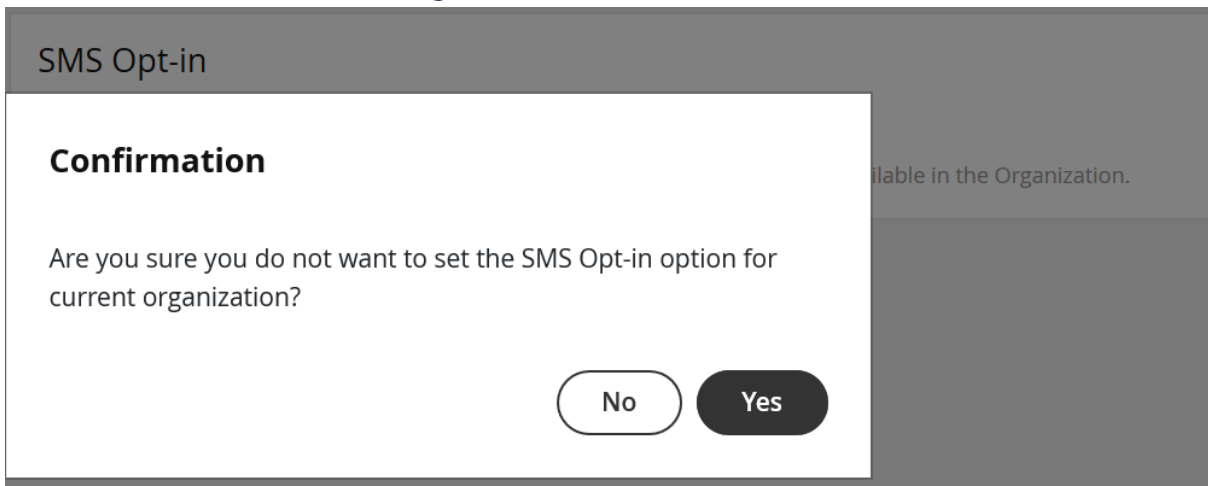 SMS Opt-in
Confirmation
ilable in the Organization.
Are you sure you do not want to set the SMS Opt-in option for
current organization?
No Yes